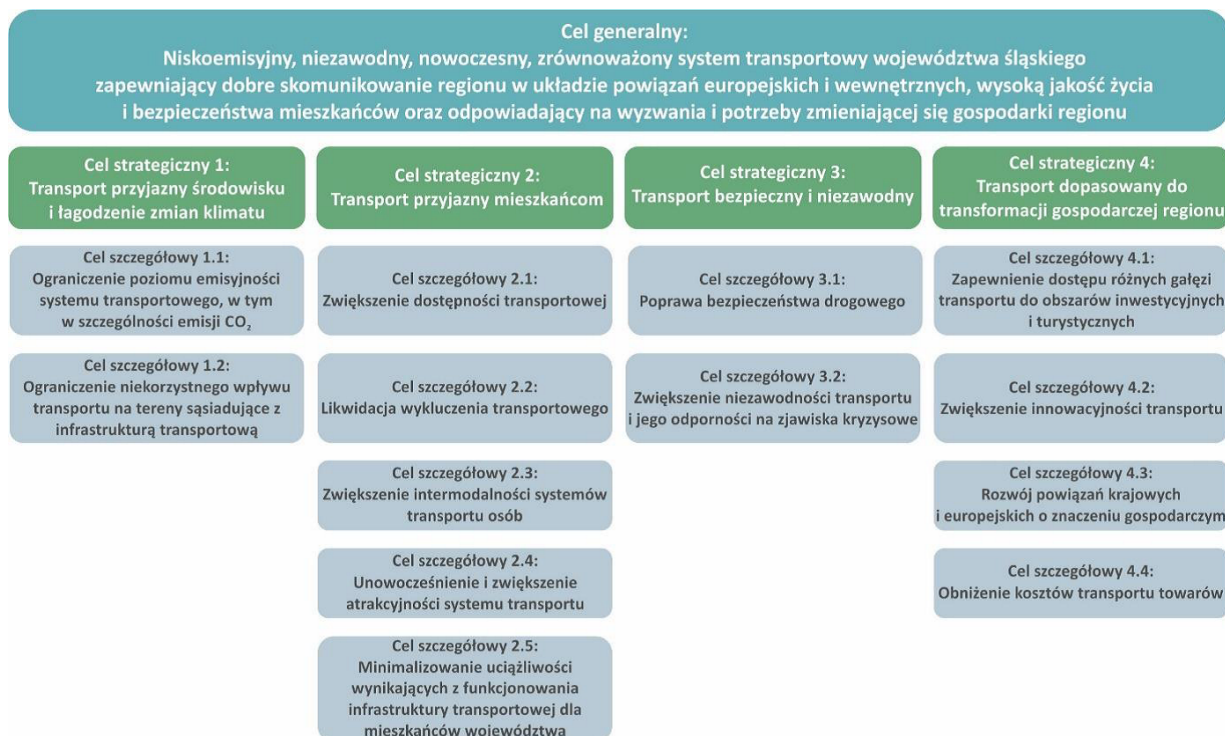 Cel generalny:
Niskoemisyjny, niezawodny, nowoczesny, zrównoważony system transportowy województwa śląskiego
zapewniający dobre skomunikowanie regionu w układzie powiązań europejskich i wewnętrznych, wysoką jakość życia
i bezpieczeństwa mieszkańców oraz odpowiadający na wyzwania i potrzeby zmieniającej się gospodarki regionu
Cel strategiczny 1:
Transport przyjazny środowisku
i łagodzenie zmian klimatu
Cel szczegółowy 1.1:
Ograniczenie poziomu emisyjności
systemu transportowego, w tym
w szczególności emisji CO₂
Cel szczegółowy 1.2:
Ograniczenie niekorzystnego wpływu
transportu na tereny sąsiadujące z
infrastrukturą transportową
Cel strategiczny 2:
Transport przyjazny mieszkańcom
Cel szczegółowy 2.1:
Zwiększenie dostępności transportowej
Cel szczegółowy 2.2:
Likwidacja wykluczenia transportowego
Cel szczegółowy 2.3:
Zwiększenie intermodalności systemów
transportu osób
Cel szczegółowy 2.4:
Unowocześnienie i zwiększenie
atrakcyjności systemu transportu
Cel szczegółowy 2.5:
Minimalizowanie uciążliwości
wynikających z funkcjonowania
infrastruktury transportowej dla
mieszkańców województwa
Cel strategiczny 3:
Transport bezpieczny i niezawodny
Cel szczegółowy 3.1:
Poprawa bezpieczeństwa drogowego
Cel szczegółowy 3.2:
Zwiększenie niezawodności transportu
i jego odporności na zjawiska kryzysowe
Cel strategiczny 4:
Transport dopasowany do
transformacji gospodarczej regionu
Cel szczegółowy 4.1:
Zapewnienie dostępu różnych gałęzi
transportu do obszarów inwestycyjnych
i turystycznych
Cel szczegółowy 4.2:
Zwiększenie innowacyjności transportu
Cel szczegółowy 4.3:
Rozwój powiązań krajowych
i europejskich o znaczeniu gospodarczym
Cel szczegółowy 4.4:
Obniżenie kosztów transportu towarów